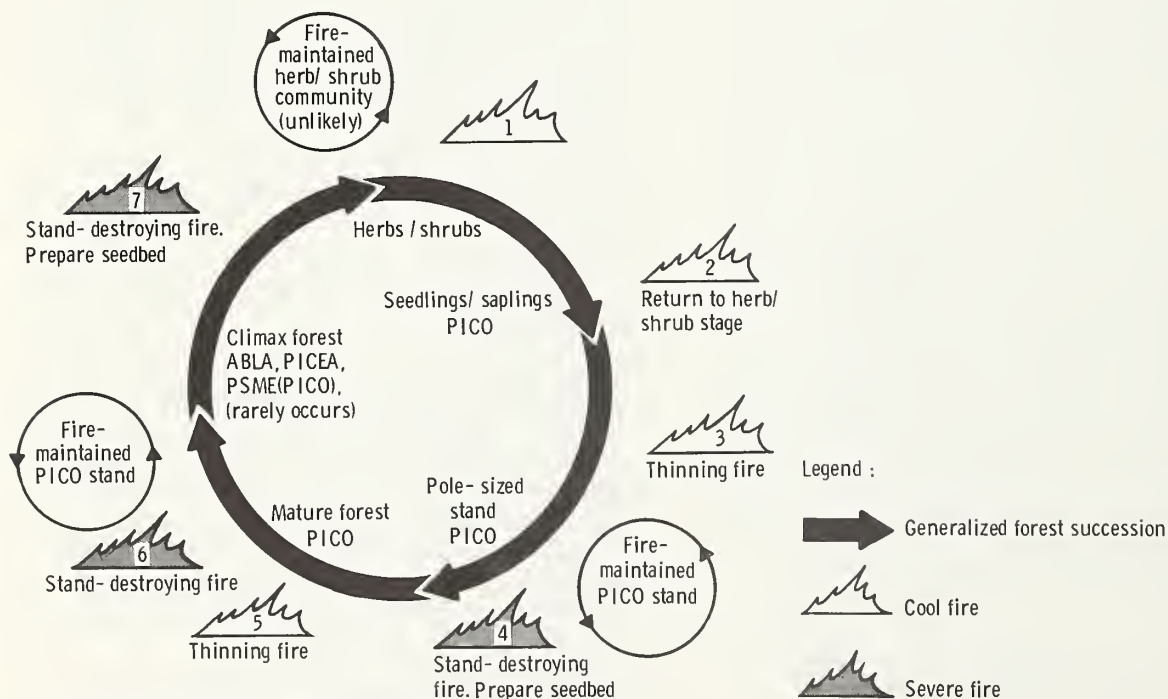 Fire-
maintained
herb/ shrub
community
(unlikely)
1
7
Stand- destroying fire.
Prepare seedbed
Herbs / shrubs
2
Return to herb/
shrub stage
Seedlings/ saplings
PICO
Climax forest
ABLA, PICEA,
PSME(PICO),
(rarely occurs)
Fire-
maintained
PICO stand
3
Thinning fire
Legend :
Pole- sized
stand
PICO
Mature forest
PICO
Generalized forest succession
6
Stand- destroying fire
Fire-
maintained
PICO stand
5
Thinning fire
4
Stand- destroying
fire. Prepare seedbed
Cool fire
Severe fire